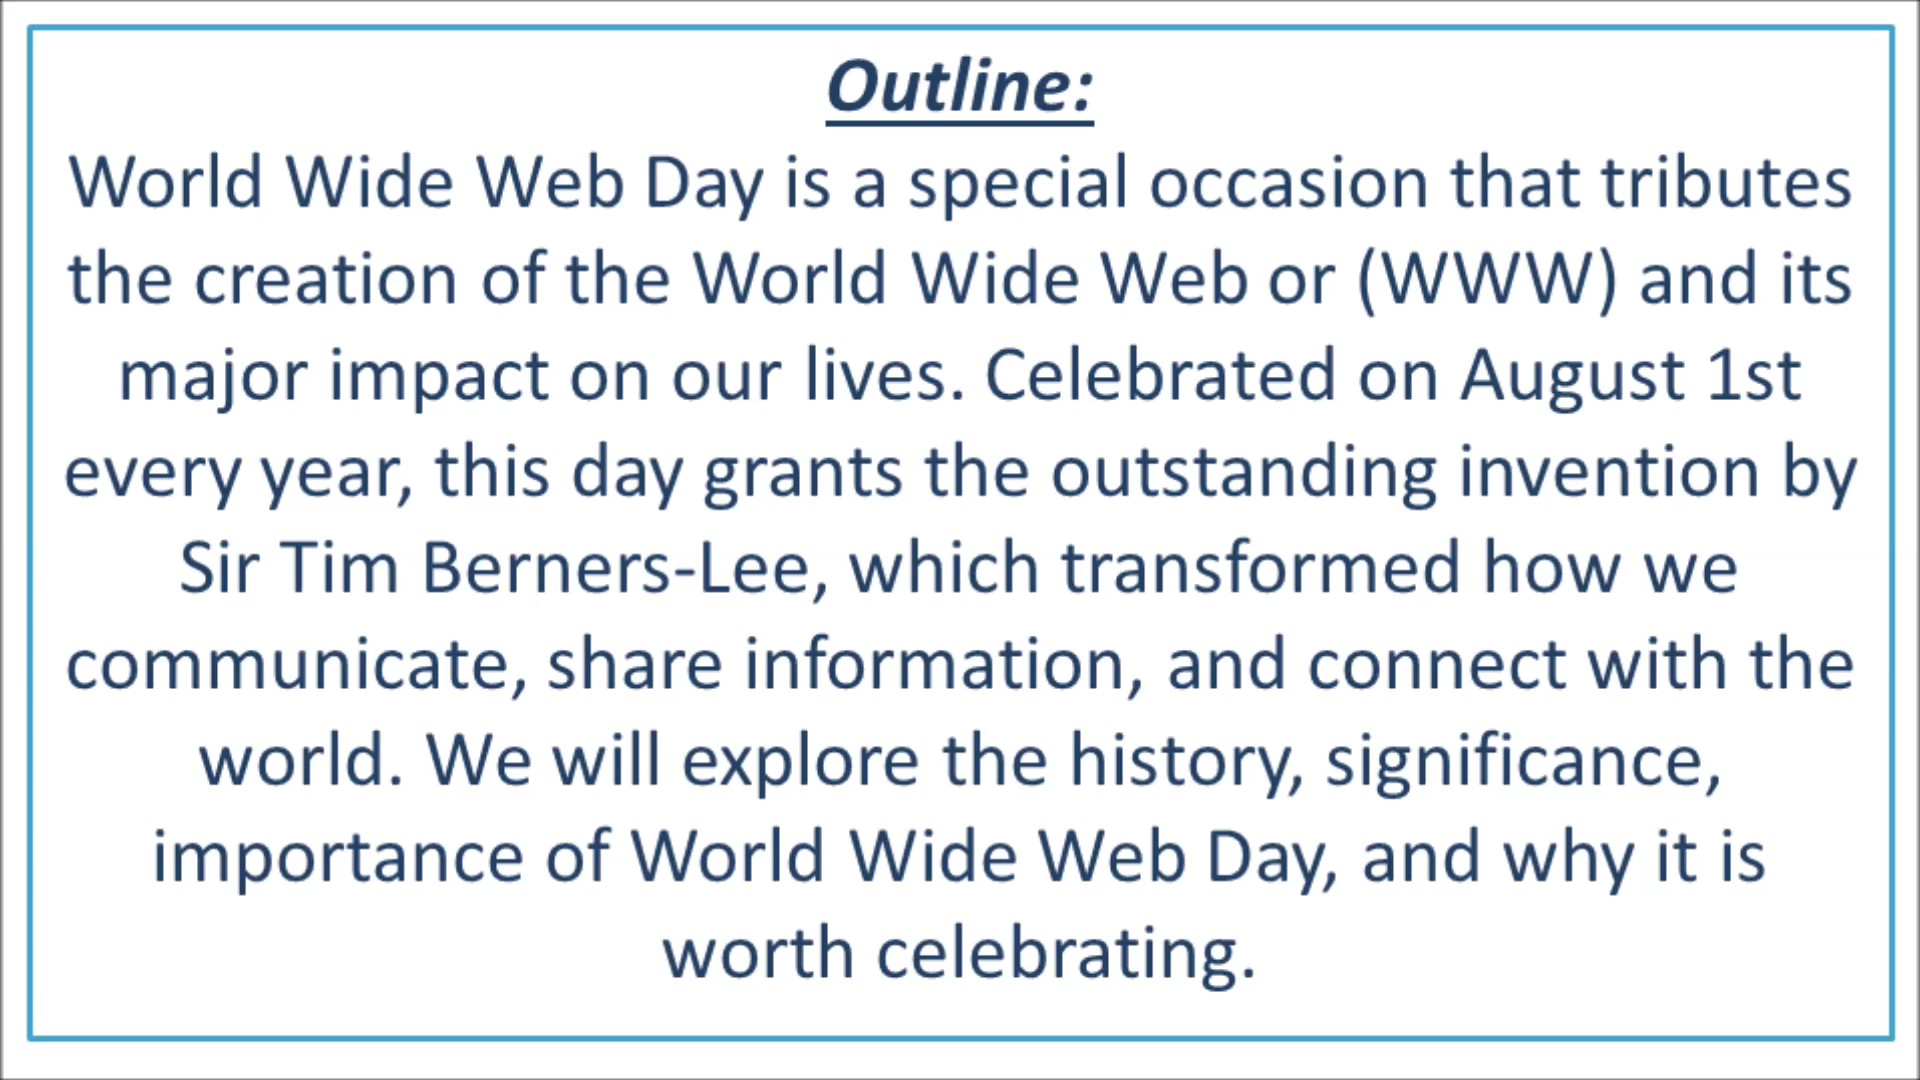 Outline:
World Wide Web Day is a special occasion that tributes
the creation of the World Wide Web or (WWW) and its
major impact on our lives. Celebrated on August 1st
every year, this day grants the outstanding invention by
Sir Tim Berners-Lee, which transformed how we
communicate, share information, and connect with the
world. We will explore the history, significance,
importance of World Wide Web Day, and why it is
worth celebrating.